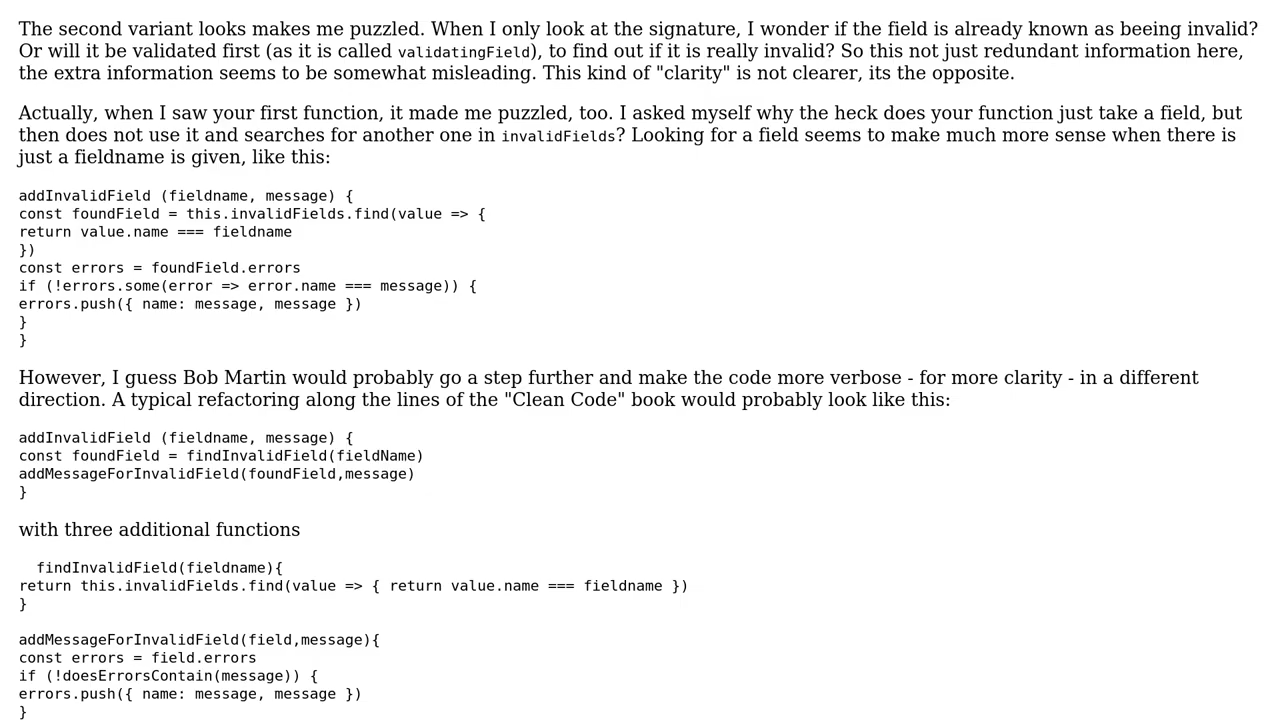 The second variant looks makes me puzzled. When I only look at the signature, I wonder if the field is already known as beeing invalid?
Or will it be validated first (as it is called validatingField), to find out if it is really invalid? So this not just redundant information here,
the extra information seems to be somewhat misleading. This kind of "clarity" is not clearer, its the opposite.
Actually, when I saw your first function, it made me puzzled, too. I asked myself why the heck does your function just take a field, but
then does not use it and searches for another one in invalidFields? Looking for a field seems to make much more sense when there is
just a fieldname is given, like this:
addInvalidField (fieldname, message) {
const foundField = this.invalidFields.find(value => {
return value.name === fieldname
})
const errors = foundField.errors
if (!errors.some(error => error.name === message)) {
errors.push({ name: message, message })
}
}
However, I guess Bob Martin would probably go a step further and make the code more verbose - for more clarity - in a different
direction. A typical refactoring along the lines of the "Clean Code" book would probably look like this:
addInvalidField (fieldname, message) {
const foundField = findInvalidField(fieldName)
addMessageForInvalidField(foundField,message)
}
with three additional functions
findInvalidField(fieldname){
return this.invalidFields.find(value => { return value.name === fieldname })
}
addMessageForInvalidField(field,message){
const errors = field.errors
if (!doesErrorsContain(message)) {
errors.push({ name: message, message })
}